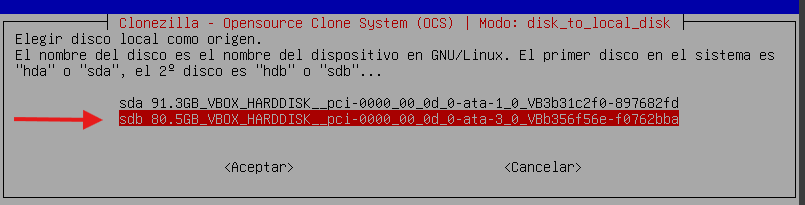 Clonezilla - Opensource Clone System (OCS) | Modo: disk_to_local_disk
Elegir disco local como origen.
El nombre del disco es el nombre del dispositivo en GNU/Linux. El primer disco en el sistema es
"hda" o "sda", el 2º disco es "hdb" o "sdb"...
sda 91.3GB_VBOX_HARDDISK__pci-0000_00_0d_0-ata-1_0_VB3b31c2f0-897682fd
sdb 80.5GB_VBOX_HARDDISK__pci-0000_00_0d_0-ata-3_0_VBb356f56e-f0762bba
<Aceptar> <Cancelar>